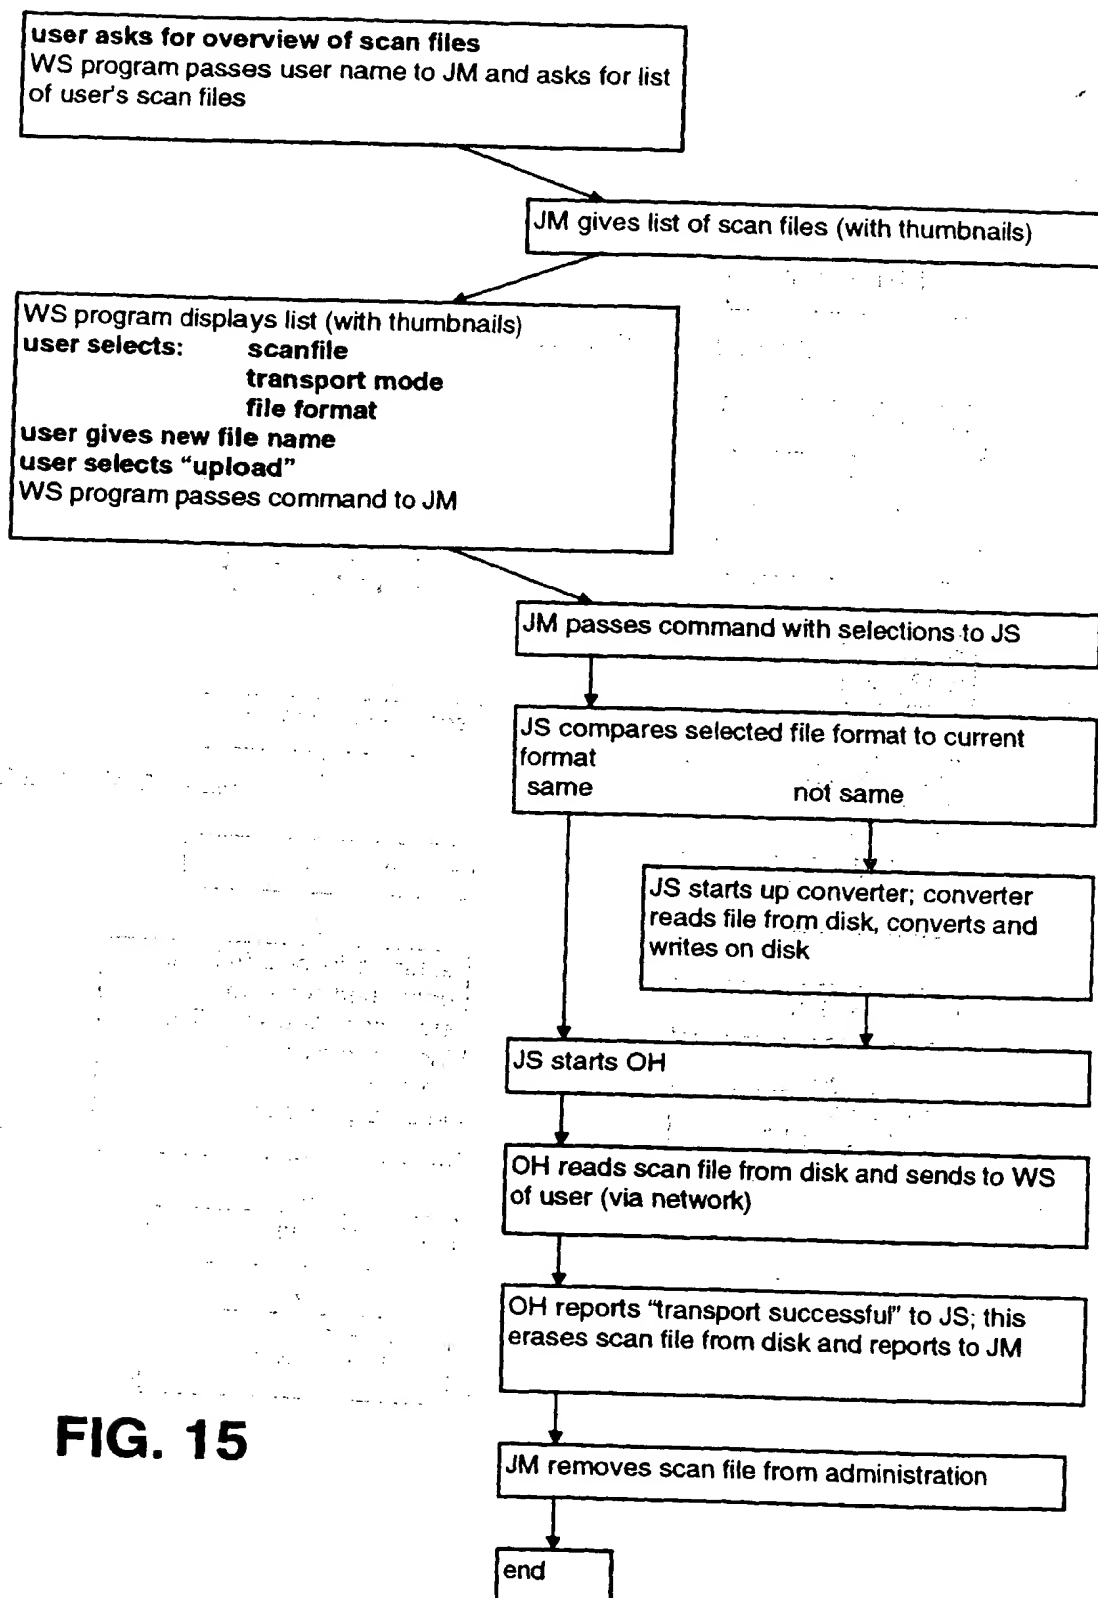 user asks for overview of scan files
WS program passes user name to JM and asks for list
of user's scan files
JM gives list of scan files (with thumbnails)
WS program displays list (with thumbnails)
user selects: scanfile
transport mode
file format
user gives new file name
user selects “upload”
WS program passes command to JM
JM passes command with selections to JS
JS compares selected file format to current
format
same not same
JS starts up converter; converter
reads file from disk, converts and
writes on disk
JS starts OH
OH reads scan file from disk and sends to WS
of user (via network)
OH reports “transport successful” to JS; this
erases scan file from disk and reports to JM
JM removes scan file from administration
end
FIG. 15